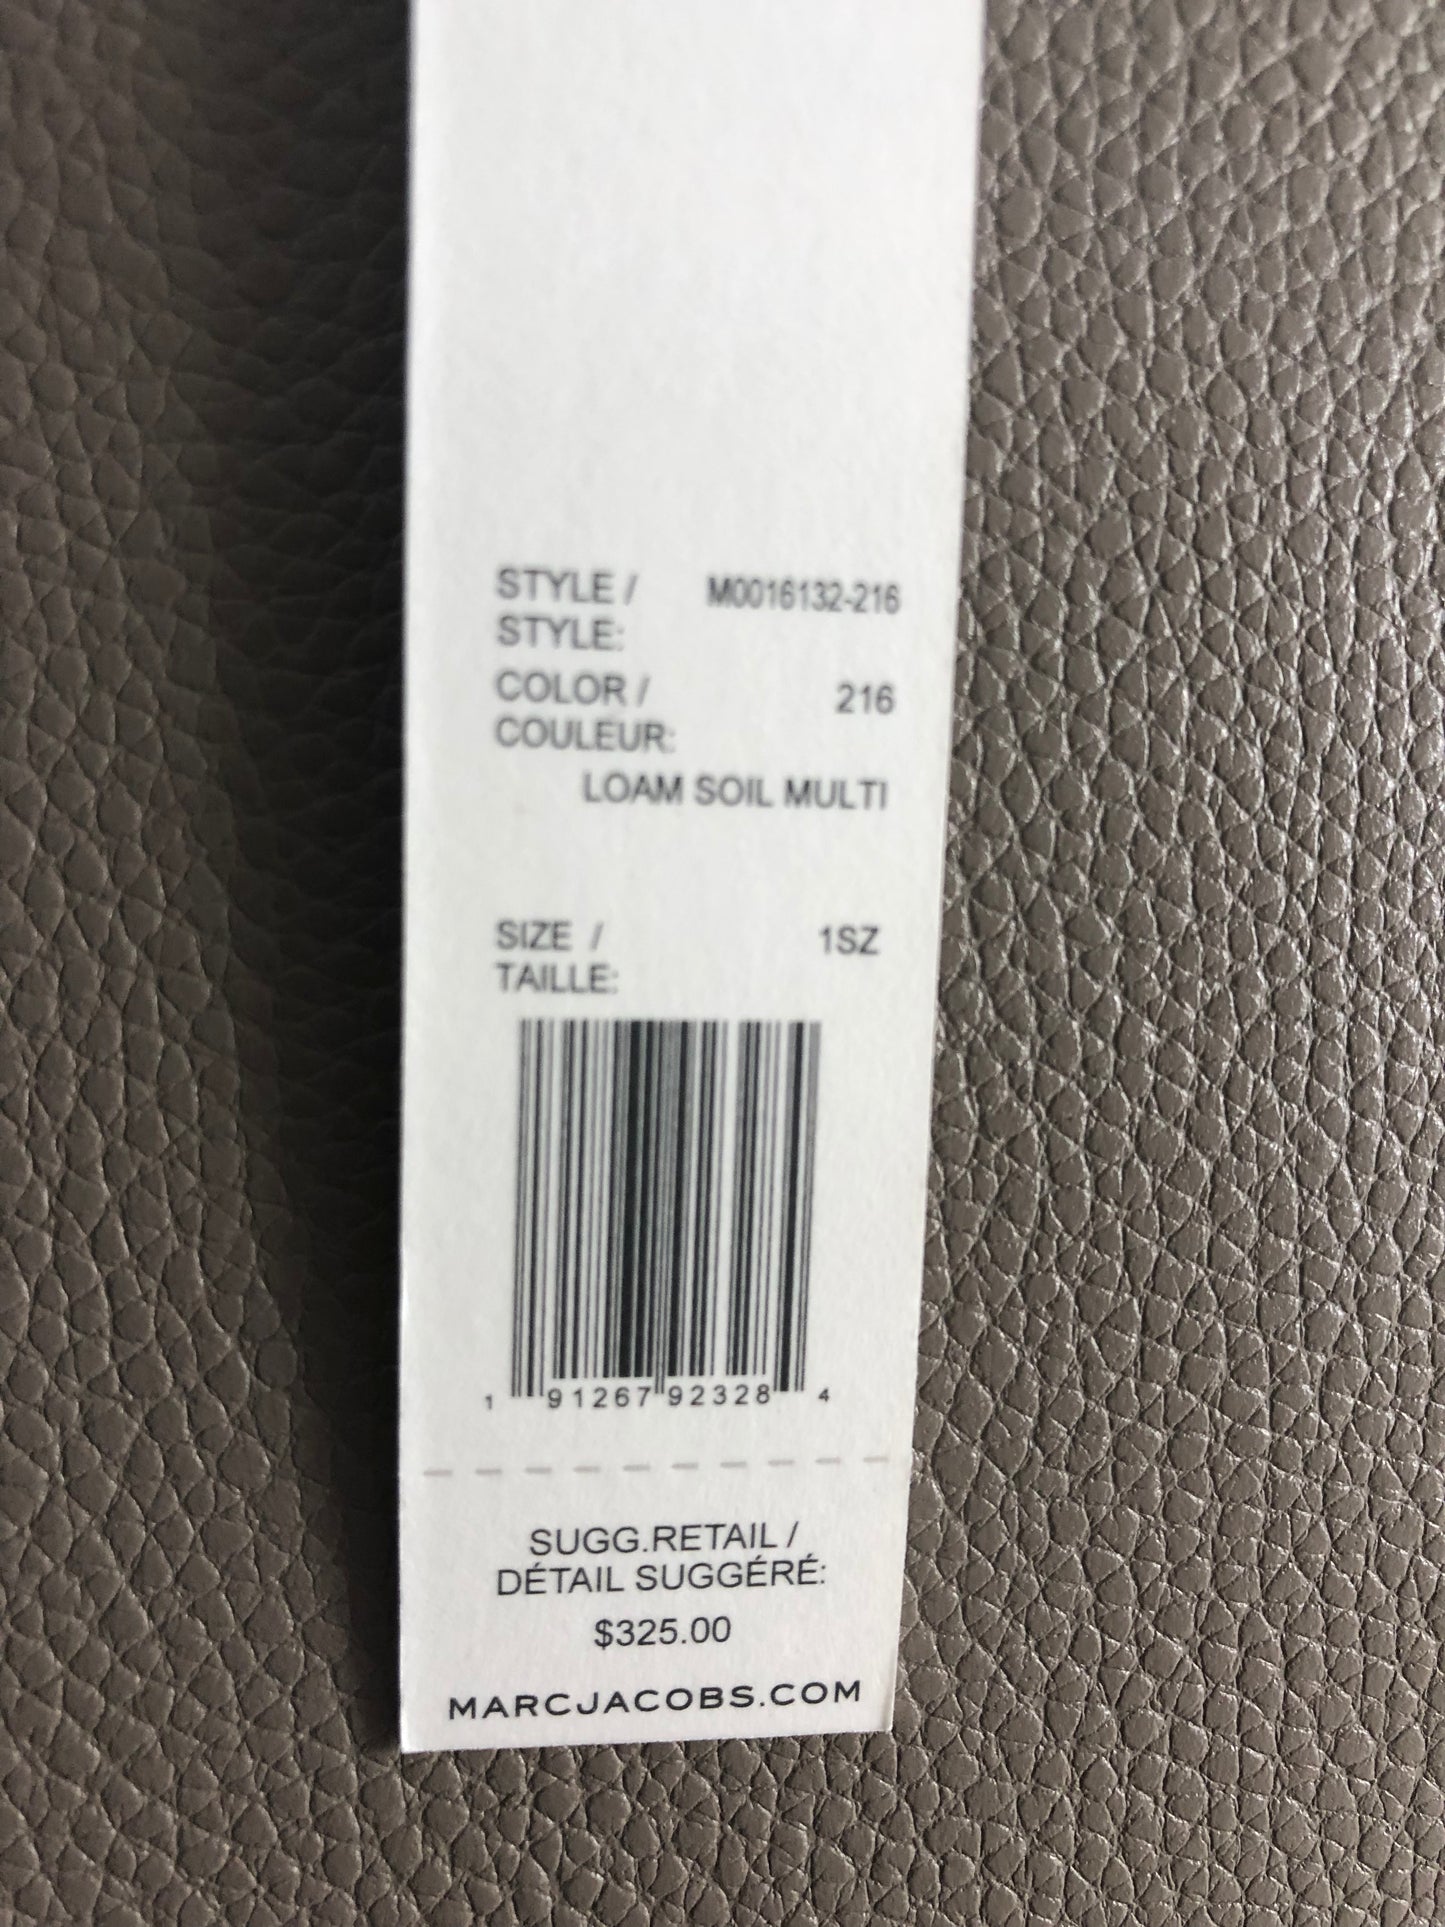 STYLE / M0016132-216
STYLE:
COLOR / 216
COULEUR:
LOAM SOIL MULTI
SIZE / 1SZ
TAILLE:
1 91267 92328 4
SUGG.RETAIL /
DÉTAIL SUGGÉRÉ:
$325.00
MARCJACOBS.COM